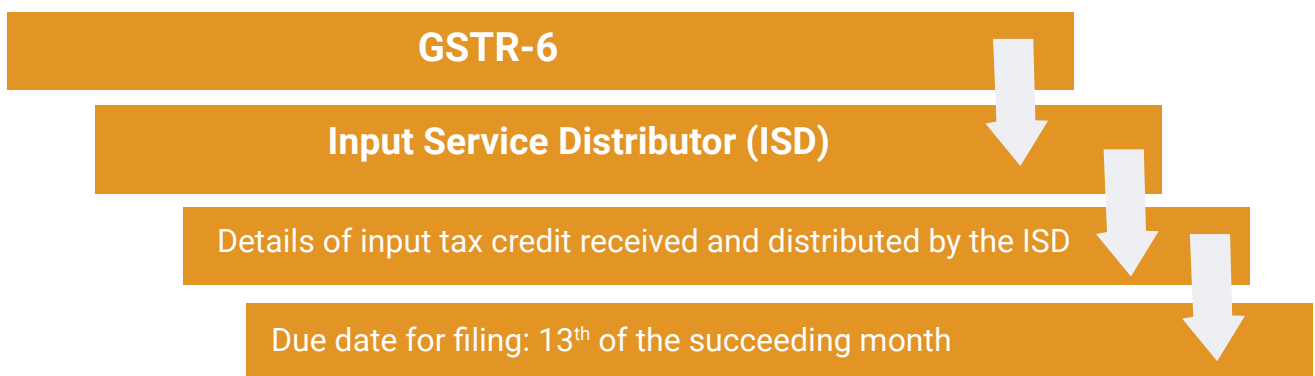 GSTR-6
Input Service Distributor (ISD)
Details of input tax credit received and distributed by the ISD
Due date for filing: 13th of the succeeding month